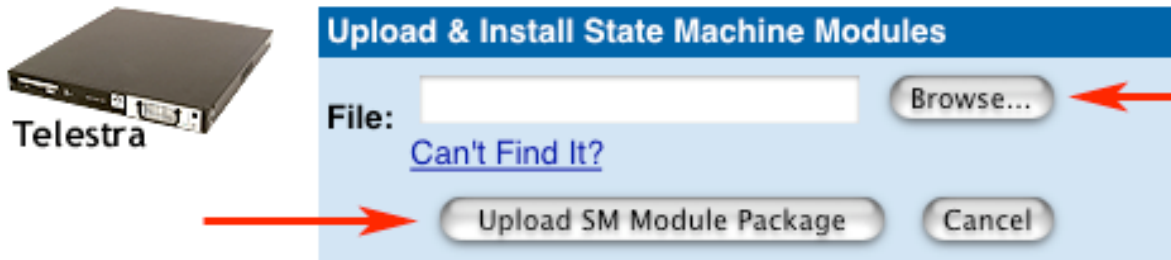 Upload & Install State Machine Modules
Telestra
File:
Browse...
Can't Find It?
Upload SM Module Package
Cancel